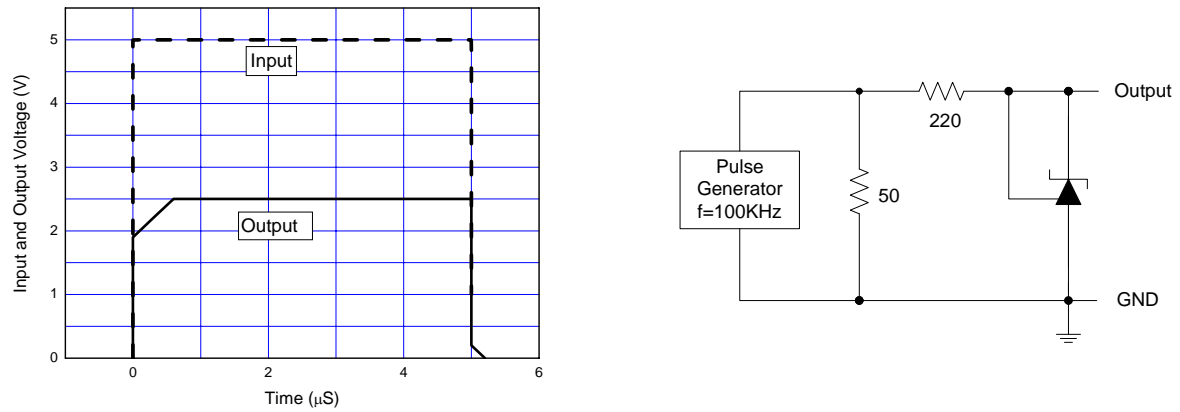 Input and Output Voltage (V)
5
4
3
2
1
0
Input
Output
0
2
4
6
Time (μS)
Pulse
Generator
f=100KHz
50
220
Output
GND